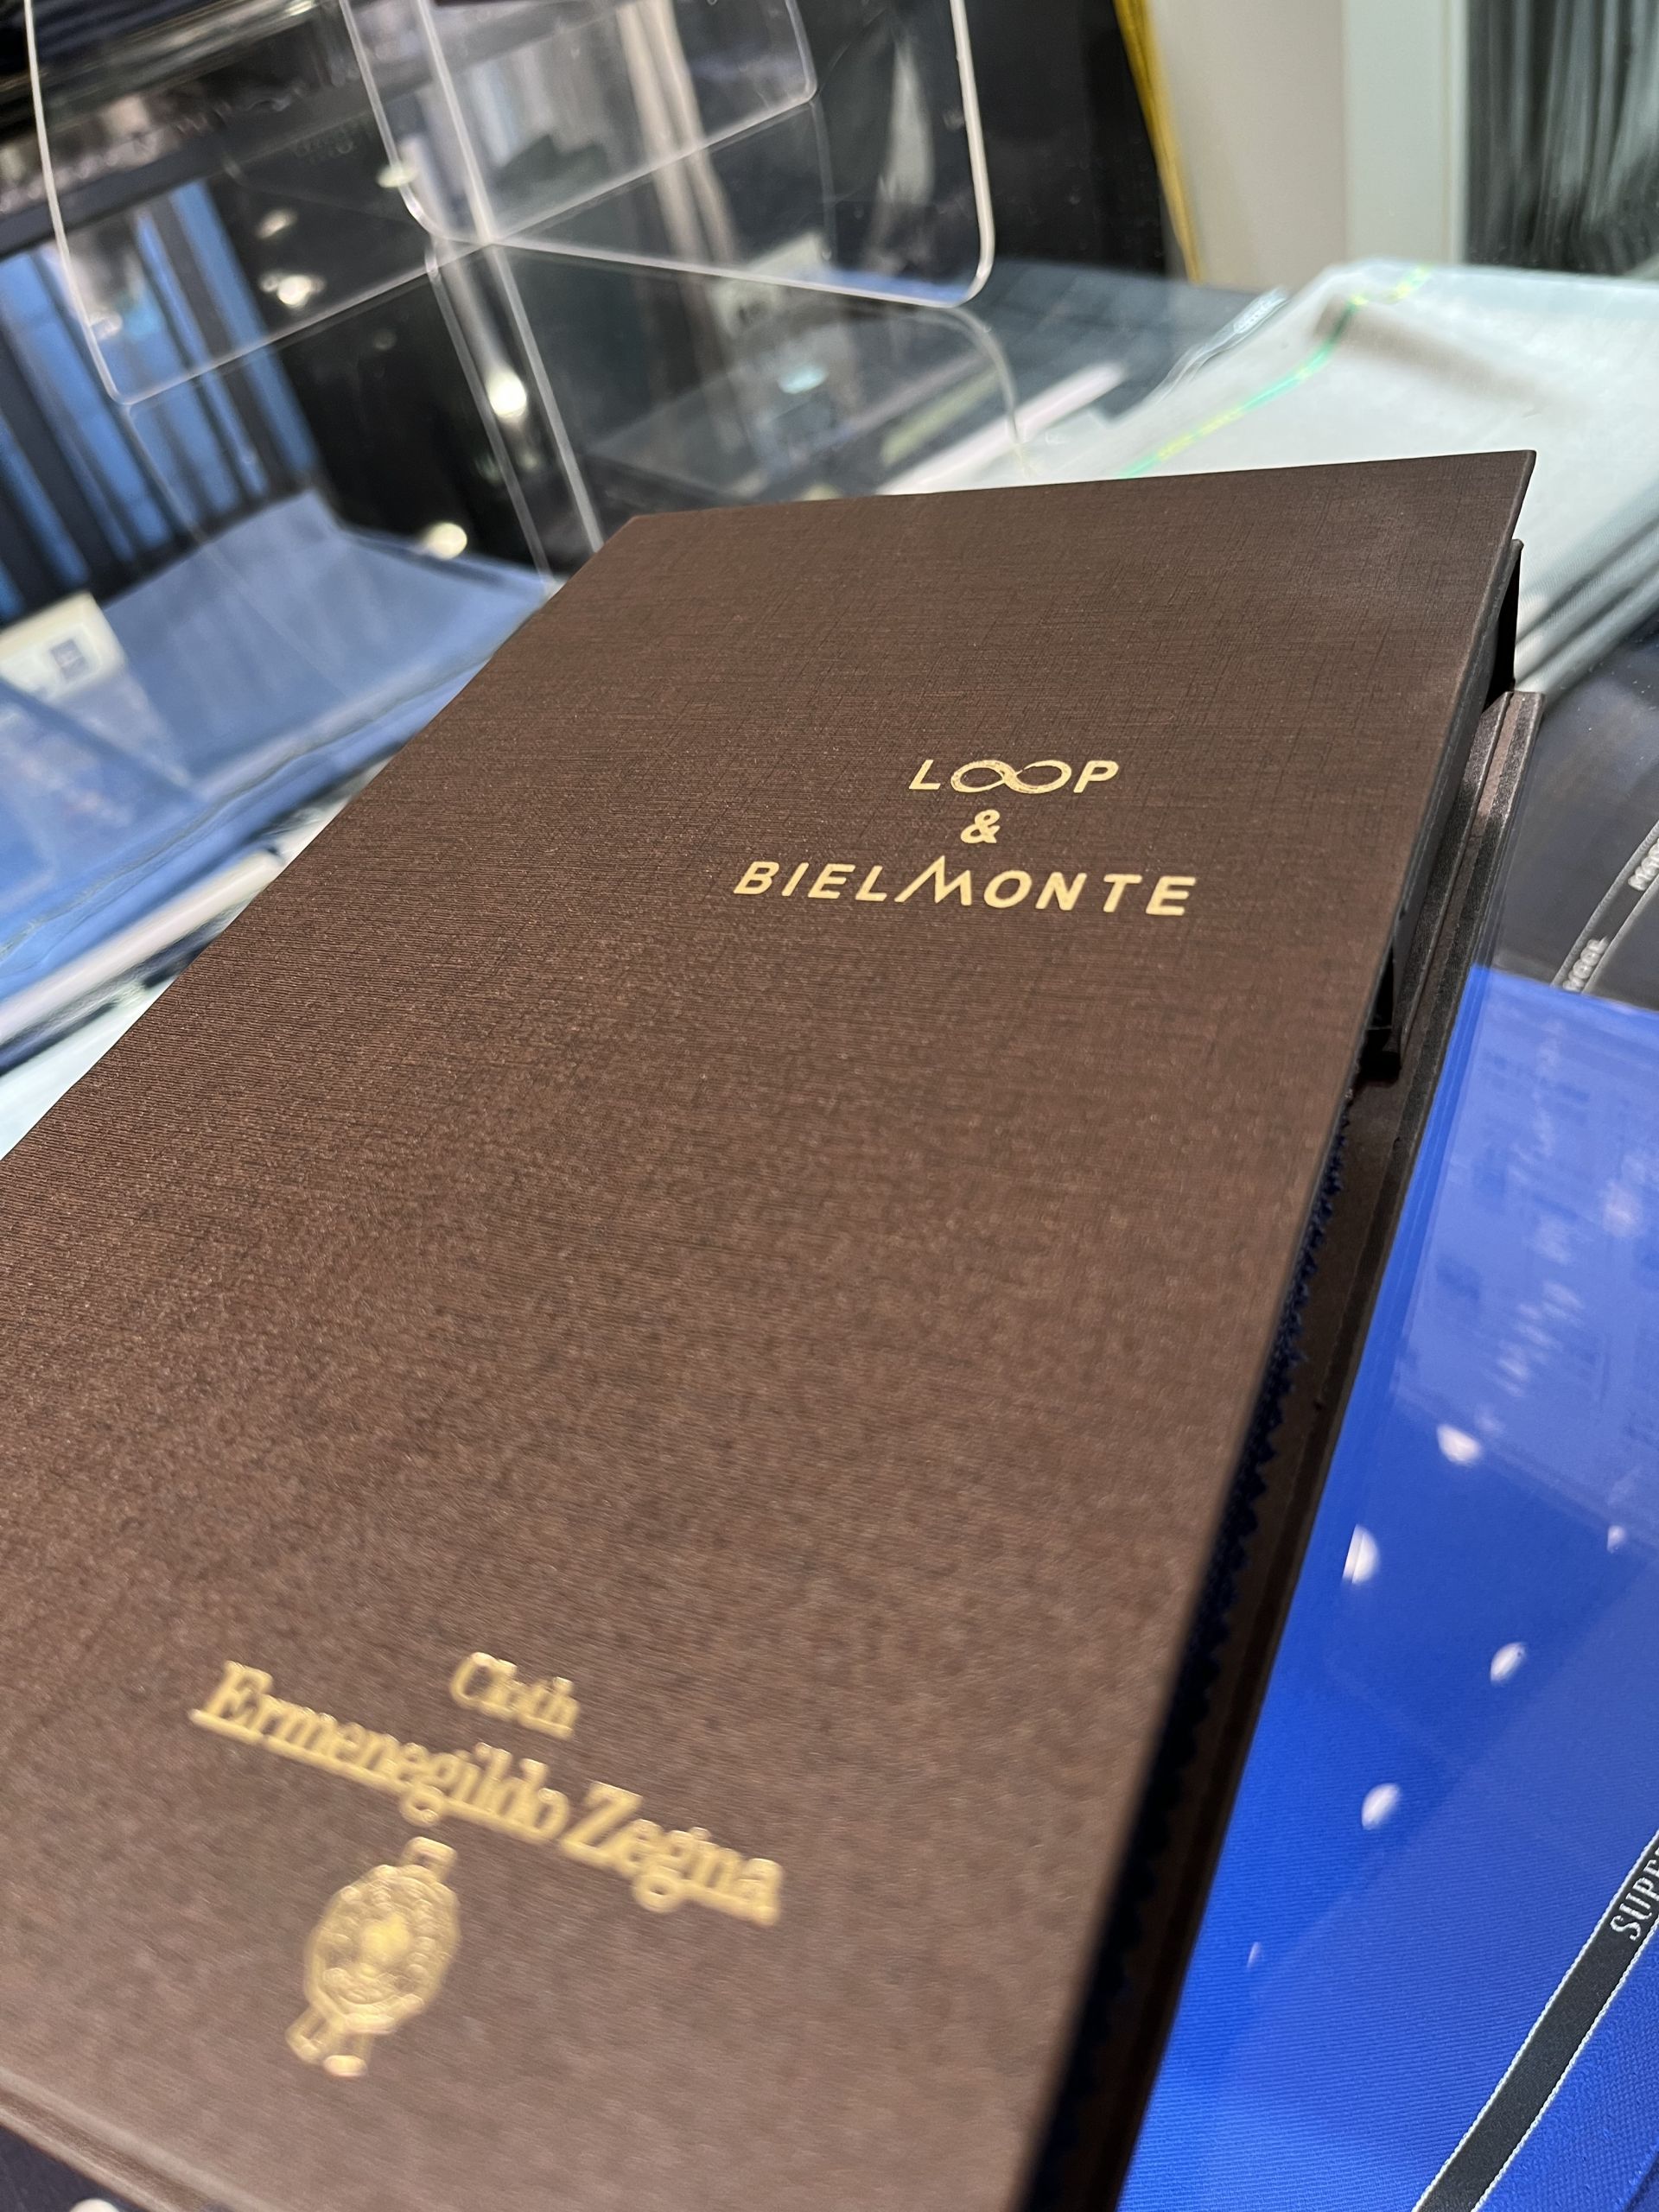 LOOP
&
BIELMONTE
Cloth
Ermenegildo Zegna